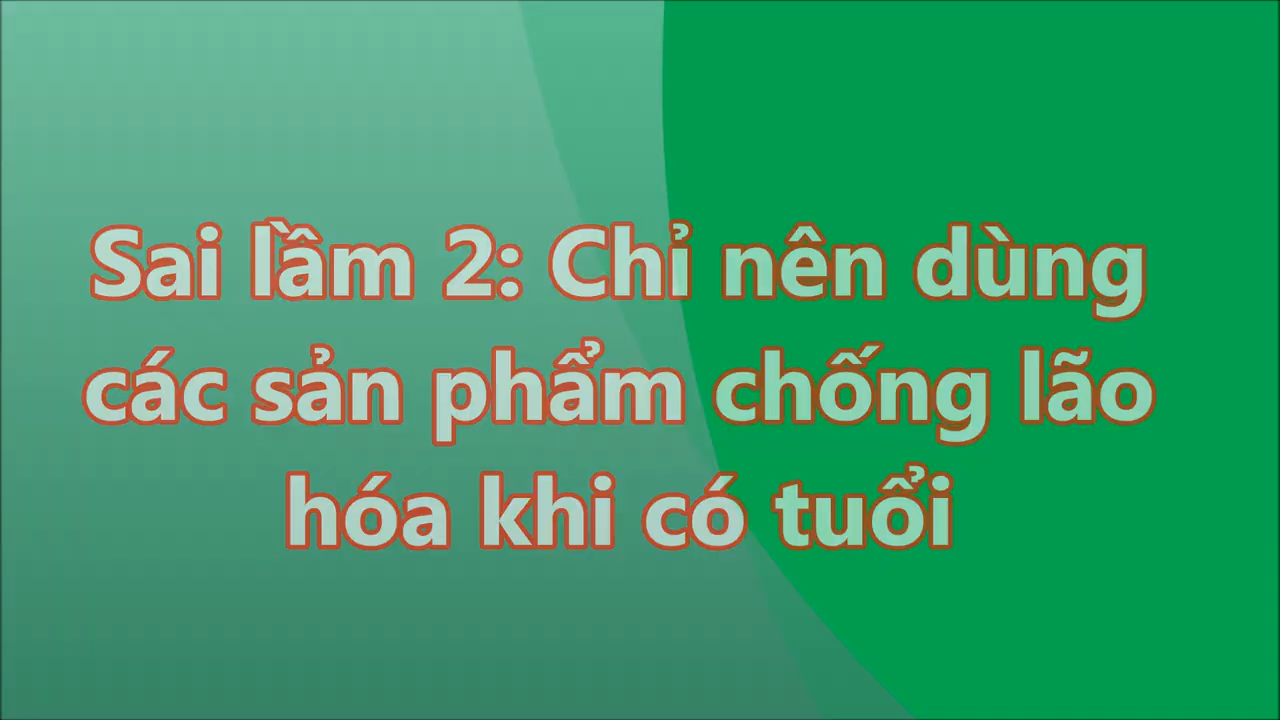 Sai lầm 2: Chỉ nên dùng
các sản phẩm chống lão
hóa khi có tuổi